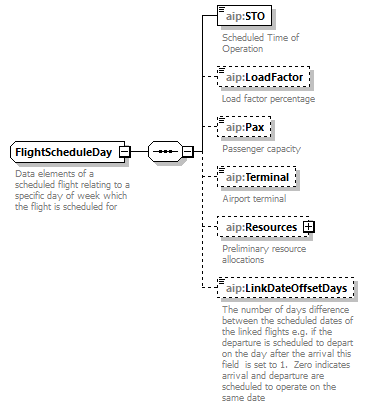 aip:STO
Scheduled Time of
Operation
aip:LoadFactor
Load factor percentage
aip:Pax
Passenger capacity
FlightScheduleDay
Data elements of a
scheduled flight relating to a
specific day of week which
the flight is scheduled for
aip:Terminal
Airport terminal
aip:Resources
Preliminary resource
allocations
aip:LinkDateOffsetDays
The number of days difference
between the scheduled dates of
the linked flights e.g. if the
departure is scheduled to depart
on the day after the arrival this
field  is set to 1.  Zero indicates
arrival and departure are
scheduled to operate on the
same date